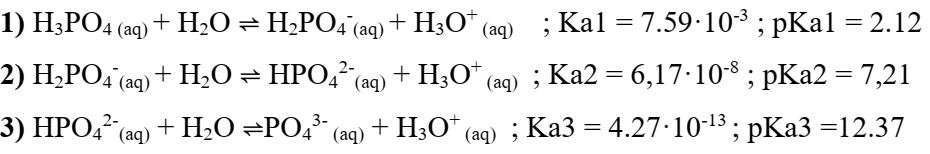 1) H₃PO₄ (aq) + H₂O ⇌ H₂PO₄⁻(aq) + H₃O⁺ (aq) ; Ka1 = 7.59·10⁻³ ; pKa1 = 2.12
2) H₂PO₄⁻(aq) + H₂O ⇌ HPO₄²⁻(aq) + H₃O⁺ (aq) ; Ka2 = 6,17·10⁻⁸ ; pKa2 = 7,21
3) HPO₄²⁻(aq) + H₂O ⇌PO₄³⁻ (aq) + H₃O⁺ (aq) ; Ka3 = 4.27·10⁻¹³ ; pKa3 =12.37